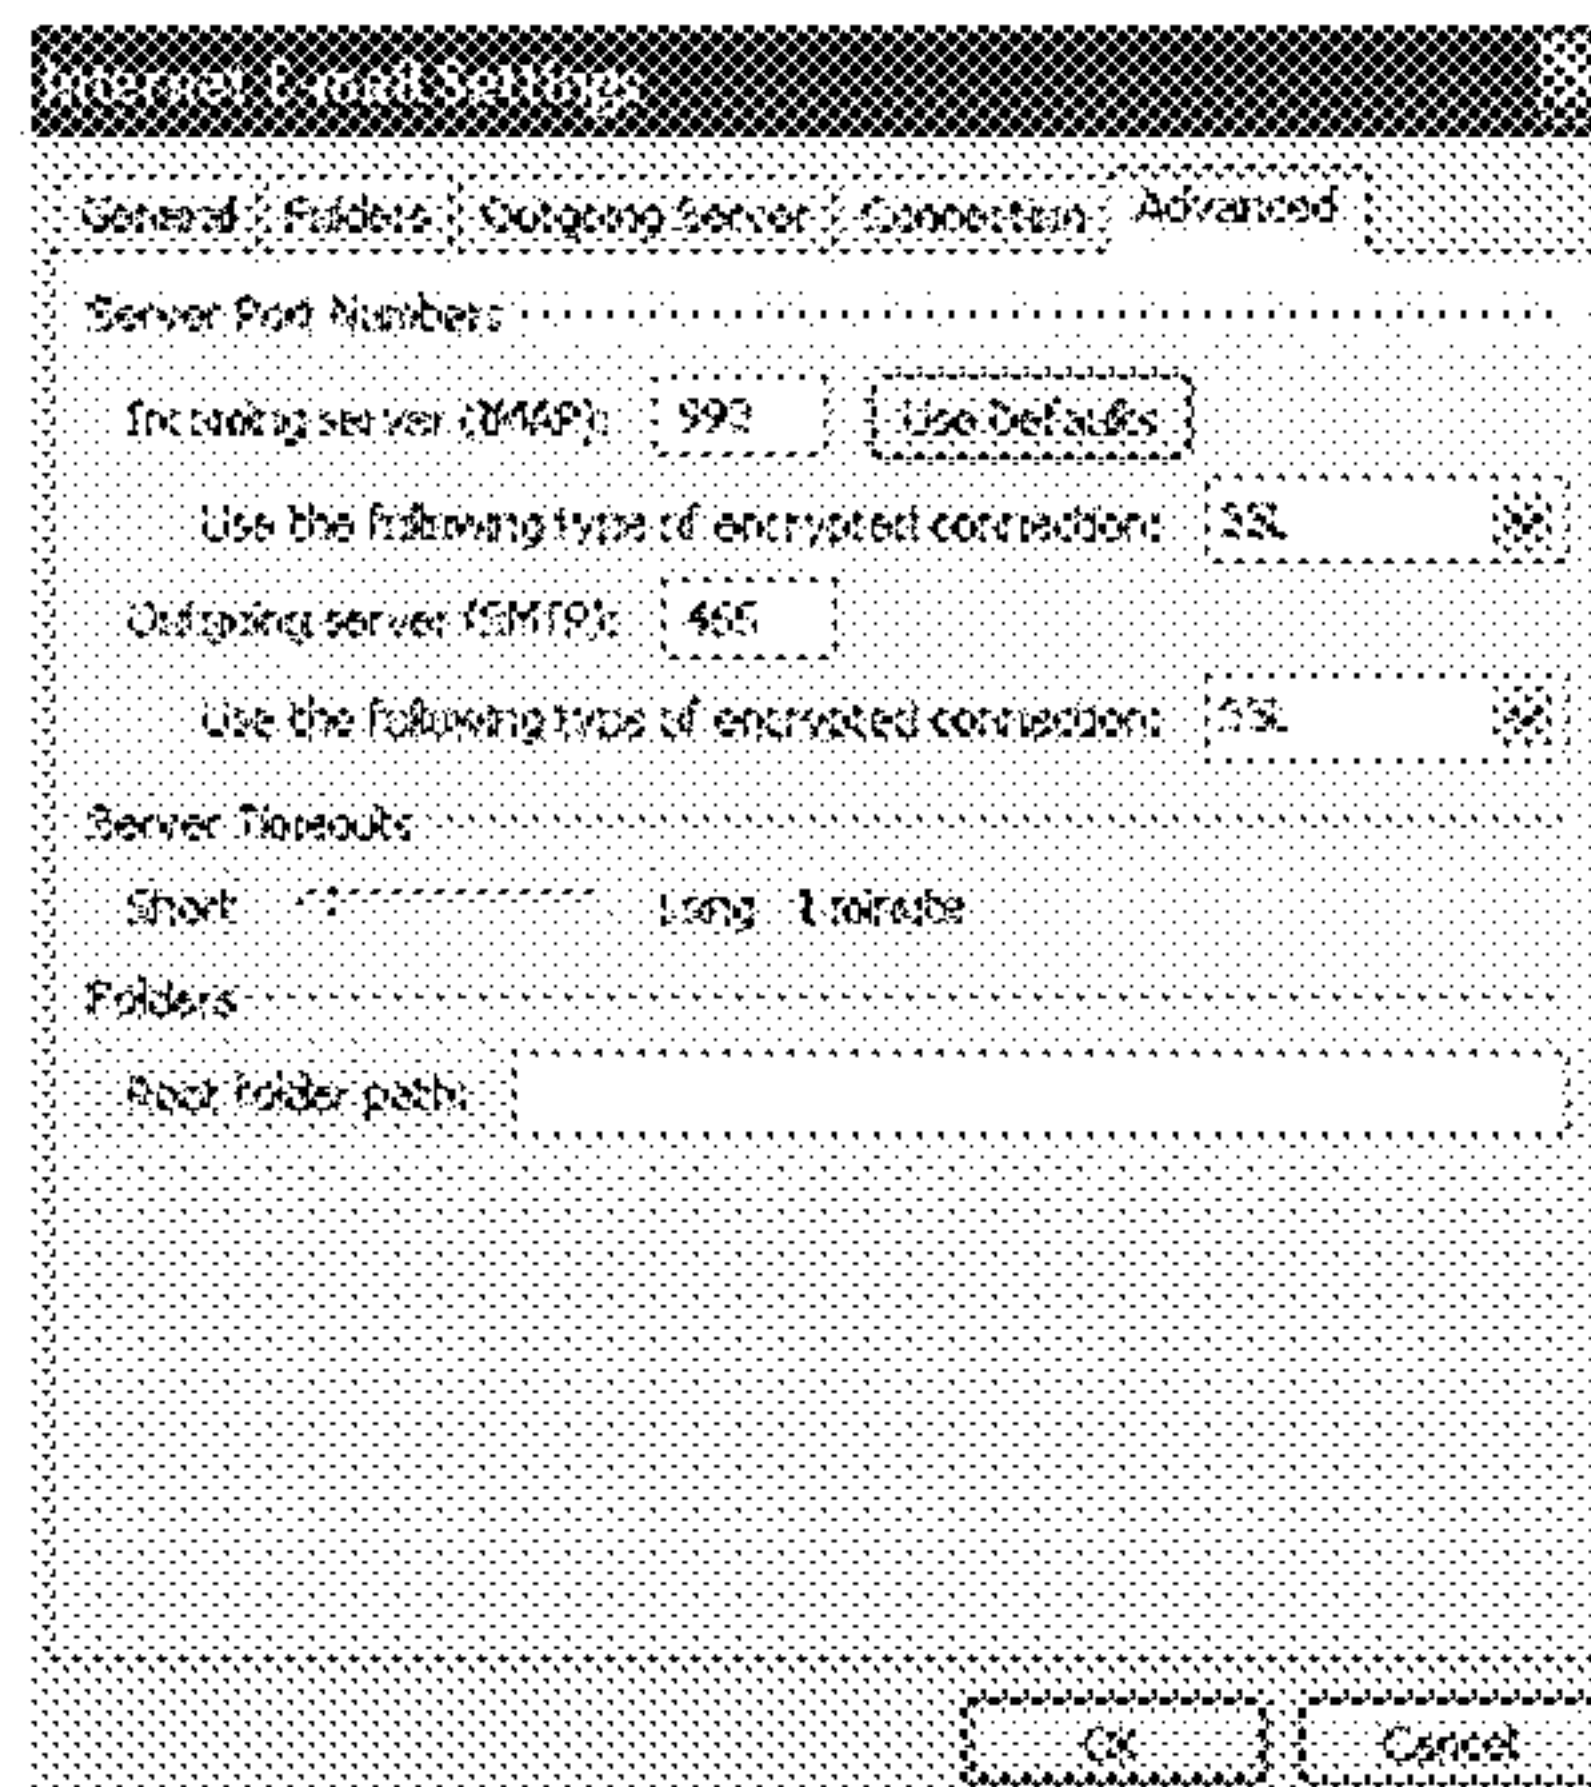 Internet E-mail Settings
General Folders Outgoing Server Connection Advanced
Server Port Numbers
Incoming server (IMAP): 993 Use Defaults
Use the following type of encrypted connection: SSL
Outgoing server (SMTP): 465
Use the following type of encrypted connection: SSL
Server Timeouts
Short Long 1 minute
Folders
Root folder path:
OK Cancel